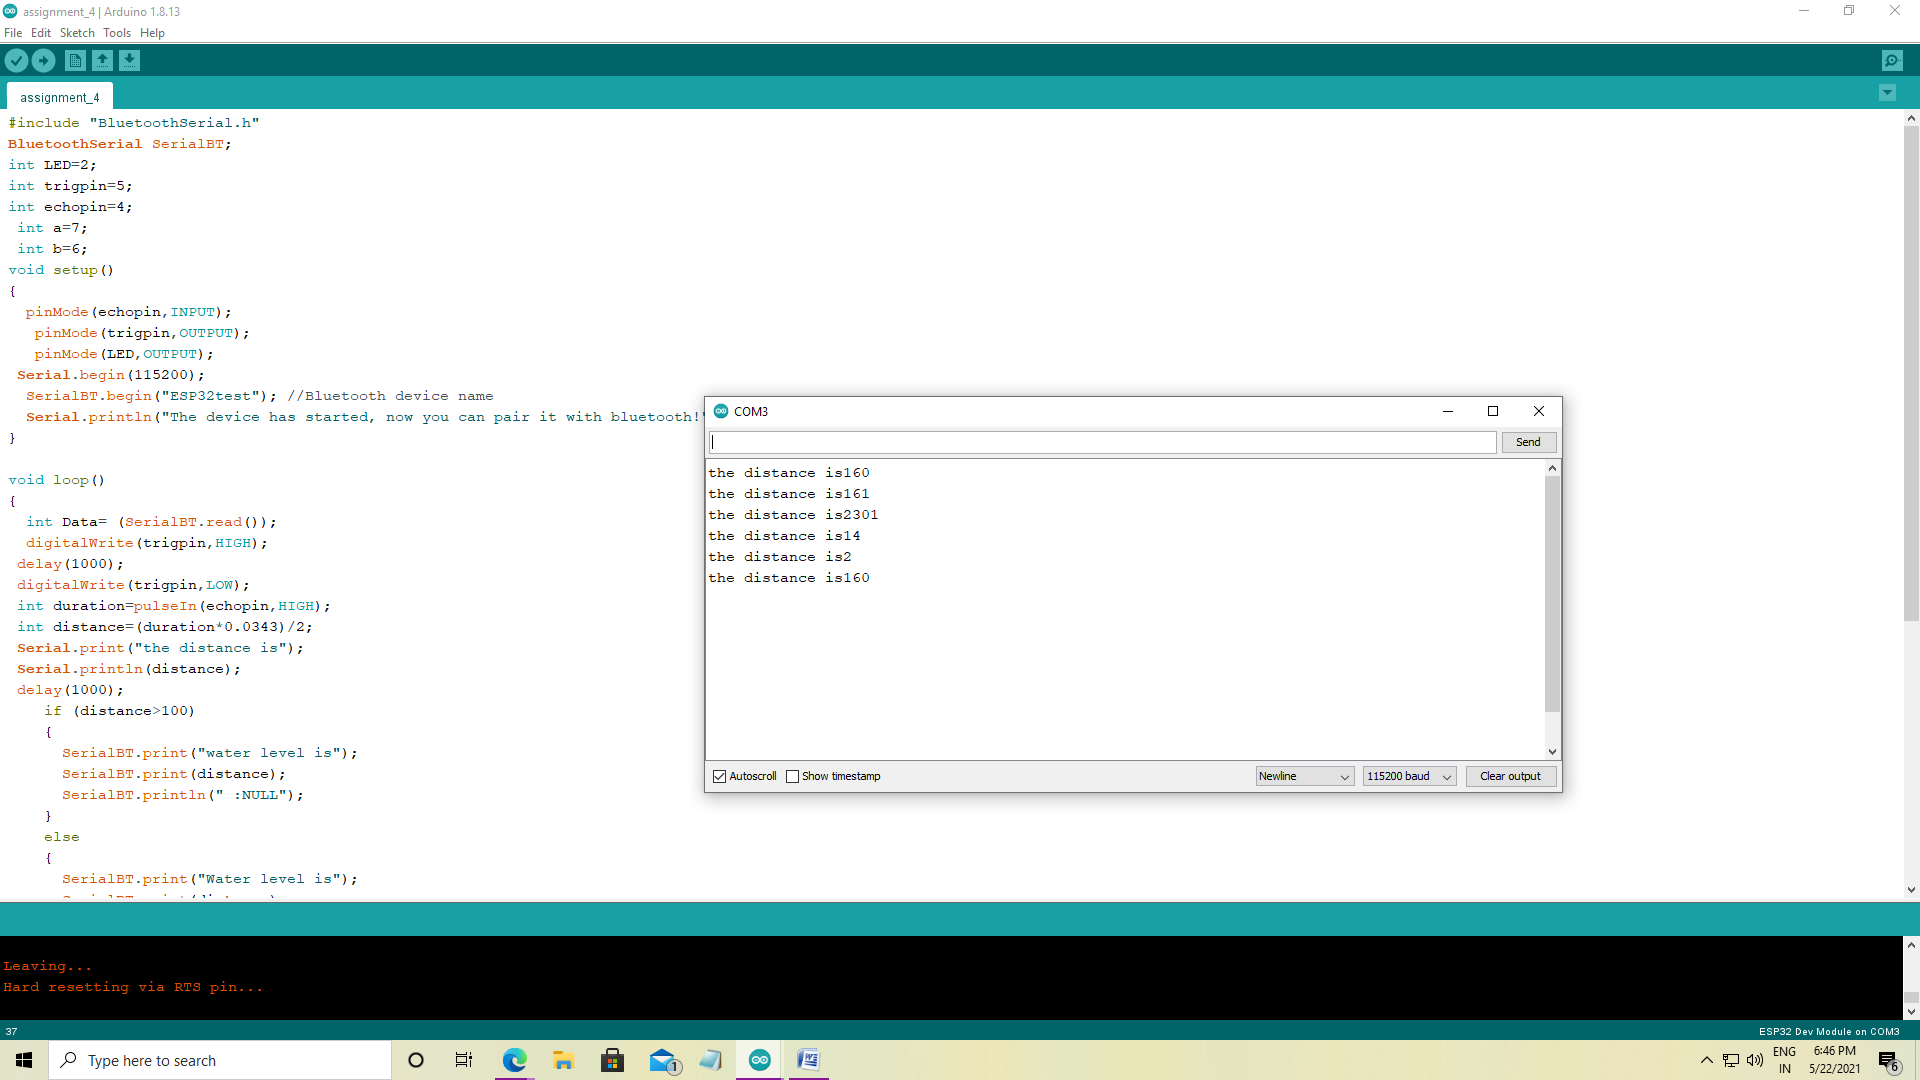 assignment_4 | Arduino 1.8.13
File Edit Sketch Tools Help
assignment_4
#include "BluetoothSerial.h"
BluetoothSerial SerialBT;
int LED=2;
int trigpin=5;
int echopin=4;
int a=7;
int b=6;
void setup()
{
pinMode(echopin,INPUT);
pinMode(trigpin,OUTPUT);
pinMode(LED,OUTPUT);
Serial.begin(115200);
SerialBT.begin("ESP32test"); //Bluetooth device name
Serial.println("The device has started, now you can pair it with bluetooth!"
}
void loop()
{
int Data= (SerialBT.read());
digitalWrite(trigpin,HIGH);
delay(1000);
digitalWrite(trigpin,LOW);
int duration=pulseIn(echopin,HIGH);
int distance=(duration*0.0343)/2;
Serial.print("the distance is");
Serial.println(distance);
delay(1000);
if (distance>100)
{
SerialBT.print("water level is");
SerialBT.print(distance);
SerialBT.println(" :NULL");
}
else
{
SerialBT.print("Water level is");
COM3
Send
the distance is160
the distance is161
the distance is2301
the distance is14
the distance is2
the distance is160
Autoscroll Show timestamp Newline 115200 baud Clear output
Leaving...
Hard resetting via RTS pin...
37 ESP32 Dev Module on COM3
Type here to search
1
ENG
IN
6:46 PM
5/22/2021
6